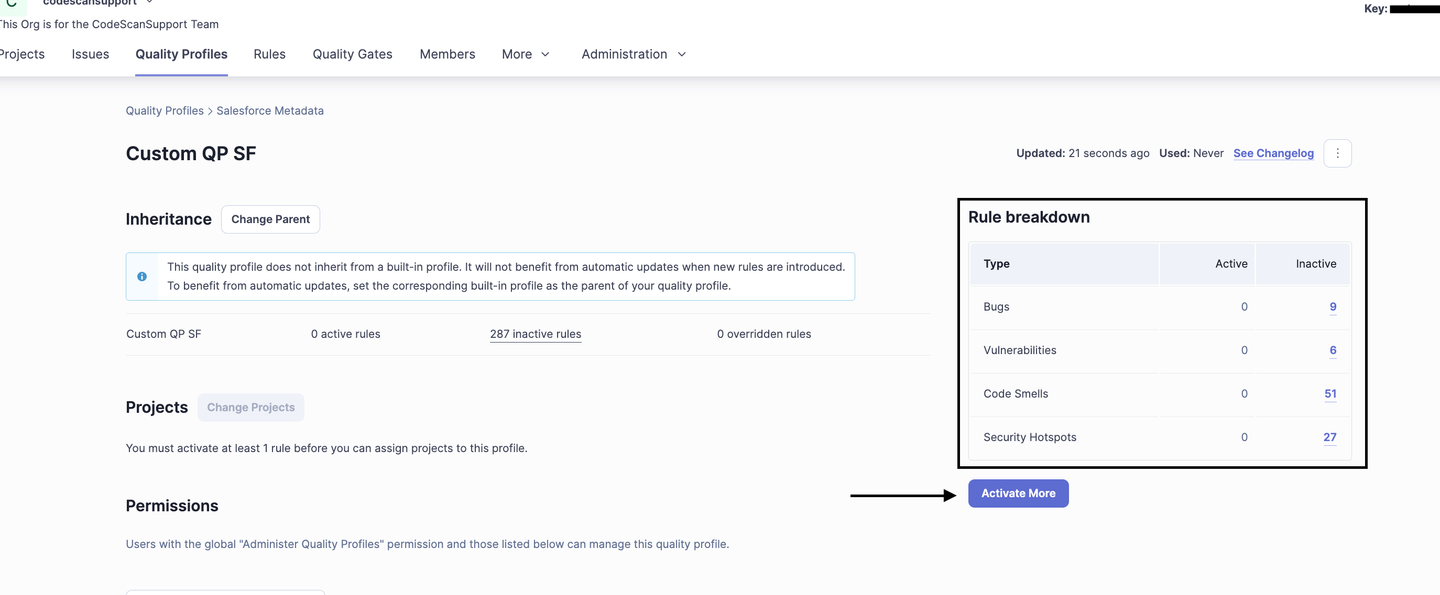 C codescansupport
Key:
This Org is for the CodeScanSupport Team
Projects Issues Quality Profiles Rules Quality Gates Members More Administration
Quality Profiles > Salesforce Metadata
Custom QP SF
Updated: 21 seconds ago Used: Never See Changelog
Inheritance Change Parent
This quality profile does not inherit from a built-in profile. It will not benefit from automatic updates when new rules are introduced.
To benefit from automatic updates, set the corresponding built-in profile as the parent of your quality profile.
Custom QP SF 0 active rules 287 inactive rules 0 overridden rules
Projects Change Projects
You must activate at least 1 rule before you can assign projects to this profile.
Permissions
Users with the global "Administer Quality Profiles" permission and those listed below can manage this quality profile.
Rule breakdown
Type Active Inactive
Bugs 0 9
Vulnerabilities 0 6
Code Smells 0 51
Security Hotspots 0 27
Activate More